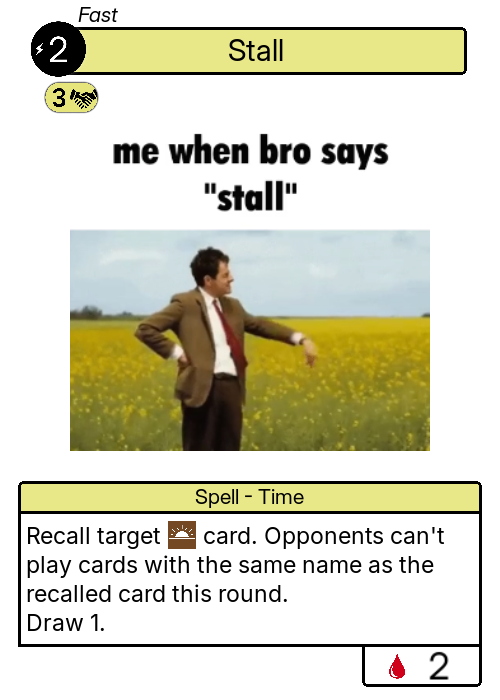 Fast
2
Stall
3
me when bro says
"stall"
Spell - Time
Recall target card. Opponents can't
play cards with the same name as the
recalled card this round.
Draw 1.
2